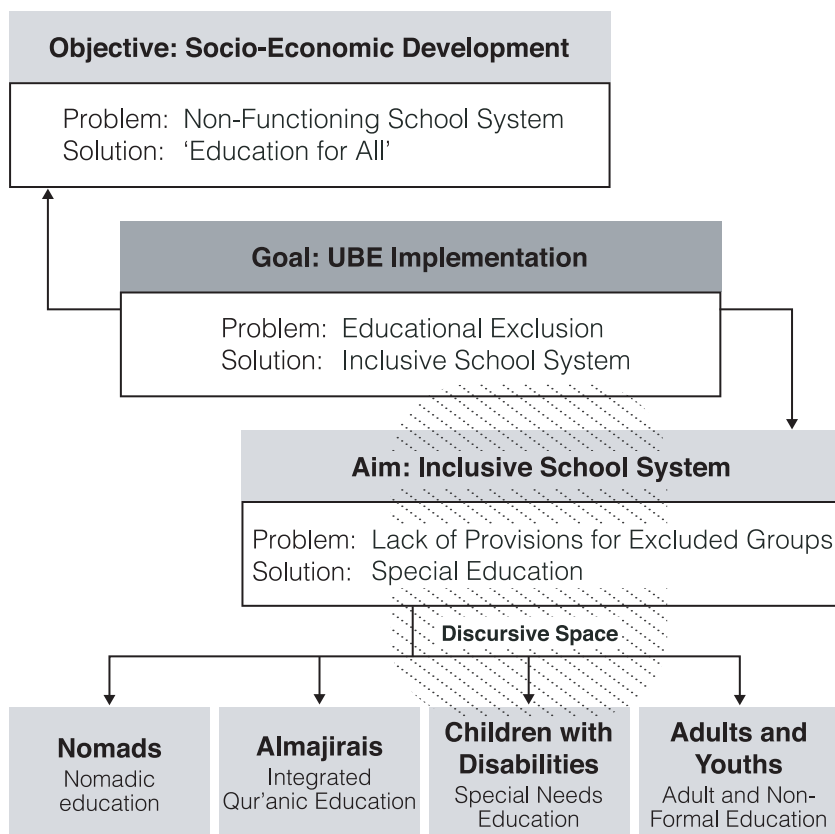 Objective: Socio-Economic Development
Problem: Non-Functioning School System
Solution: ‘Education for All’
Goal: UBE Implementation
Problem: Educational Exclusion
Solution: Inclusive School System
Aim: Inclusive School System
Problem: Lack of Provisions for Excluded Groups
Solution: Special Education
Discursive Space
Nomads
Nomadic
education
Almajirais
Integrated
Qur’anic Education
Children with
Disabilities
Special Needs
Education
Adults and
Youths
Adult and Non-
Formal Education